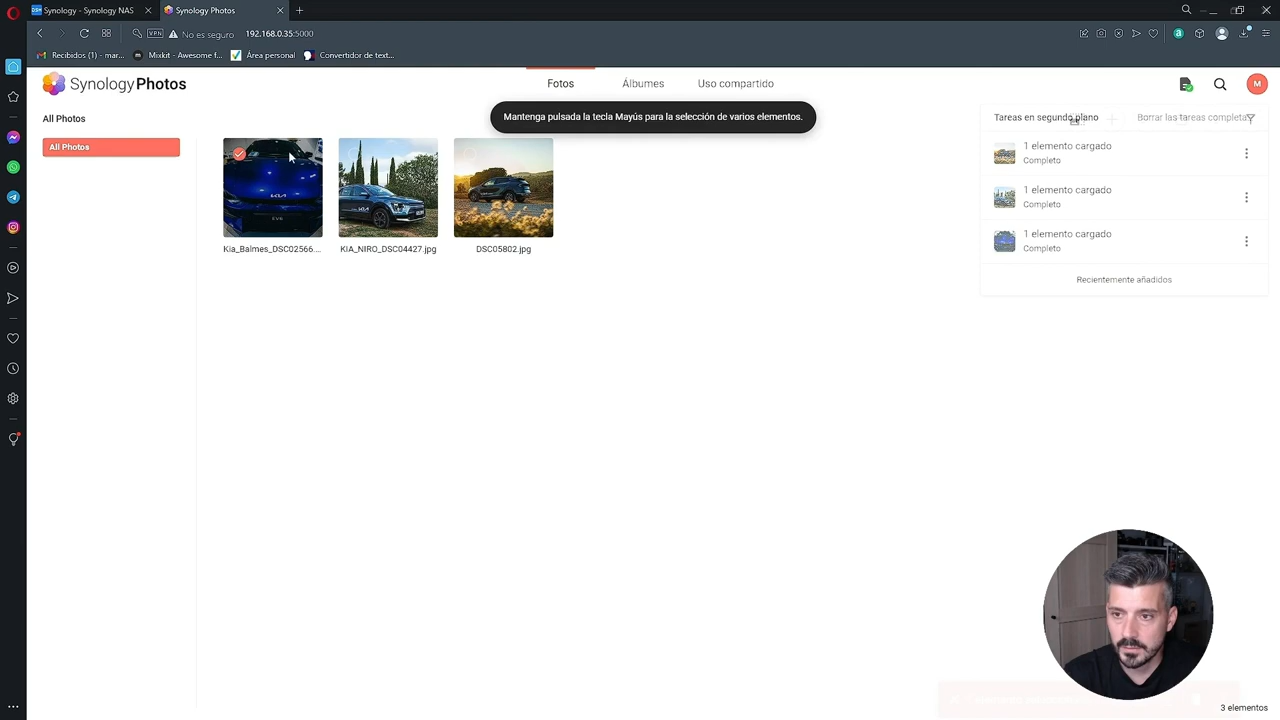 Synology - Synology NAS
Synology Photos
VPN
No es seguro
192.168.0.35:5000
Recibidos (1) - mar...
Mixkit - Awesome f...
Área personal
Convertidor de text...
Synology Photos
Fotos
Álbumes
Uso compartido
M
Mantenga pulsada la tecla Mayús para la selección de varios elementos.
All Photos
All Photos
Kia_Balmes_DSC02566....
KIA_NIRO_DSC04427.jpg
DSC05802.jpg
Tareas en segundo plano
Borrar las tareas completa
1 elemento cargado
Completo
1 elemento cargado
Completo
1 elemento cargado
Completo
Recientemente añadidos
3 elementos